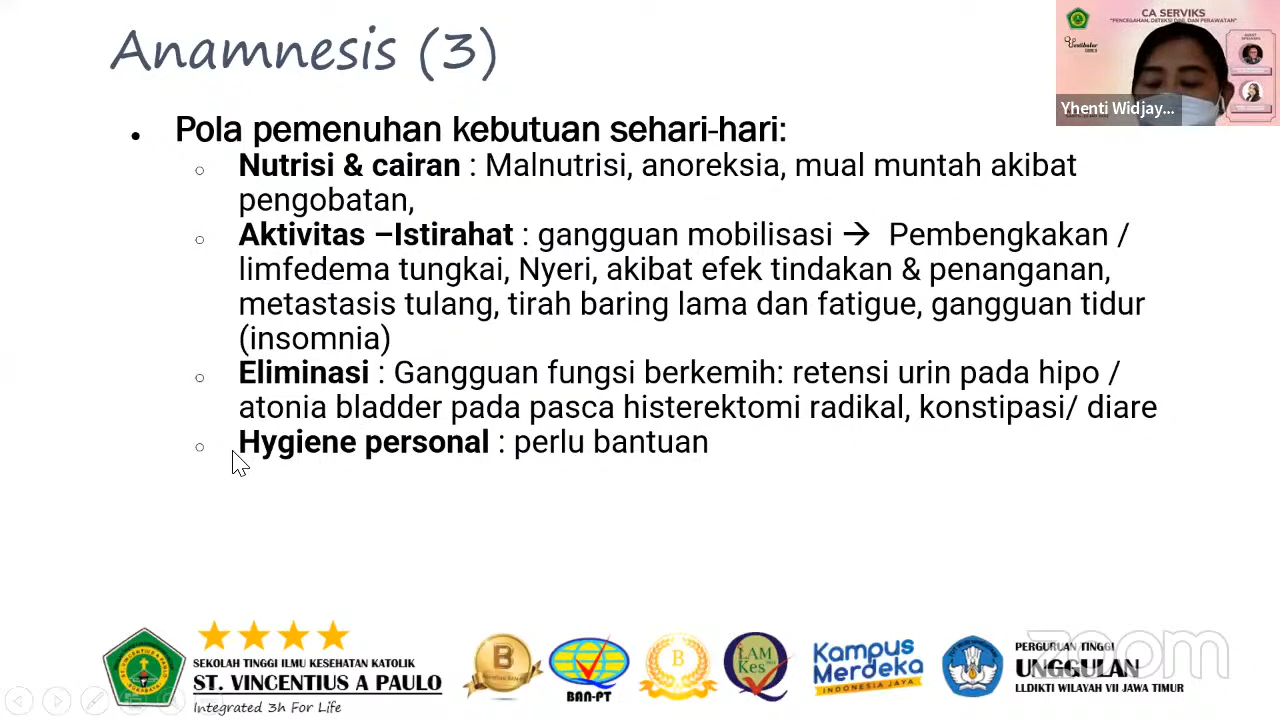 Anamnesis (3)
CA SERVIKS
"PENCEGAHAN, DETEKSI DINI, DAN PERAWATAN"
Yhenti Widjay...
• Pola pemenuhan kebutuan sehari-hari:
○ Nutrisi & cairan : Malnutrisi, anoreksia, mual muntah akibat
pengobatan,
○ Aktivitas –Istirahat : gangguan mobilisasi → Pembengkakan /
limfedema tungkai, Nyeri, akibat efek tindakan & penanganan,
metastasis tulang, tirah baring lama dan fatigue, gangguan tidur
(insomnia)
○ Eliminasi : Gangguan fungsi berkemih: retensi urin pada hipo /
atonia bladder pada pasca histerektomi radikal, konstipasi/ diare
○ Hygiene personal : perlu bantuan
SEKOLAH TINGGI ILMU KESEHATAN KATOLIK
ST. VINCENTIUS A PAULO
Integrated 3h For Life
B
BAN-PT
B
LAM
Kes
Kampus
Merdeka
INDONESIA JAYA
PERGURUAN TINGGI
UNGGULAN
LLDIKTI WILAYAH VII JAWA TIMUR
zoom